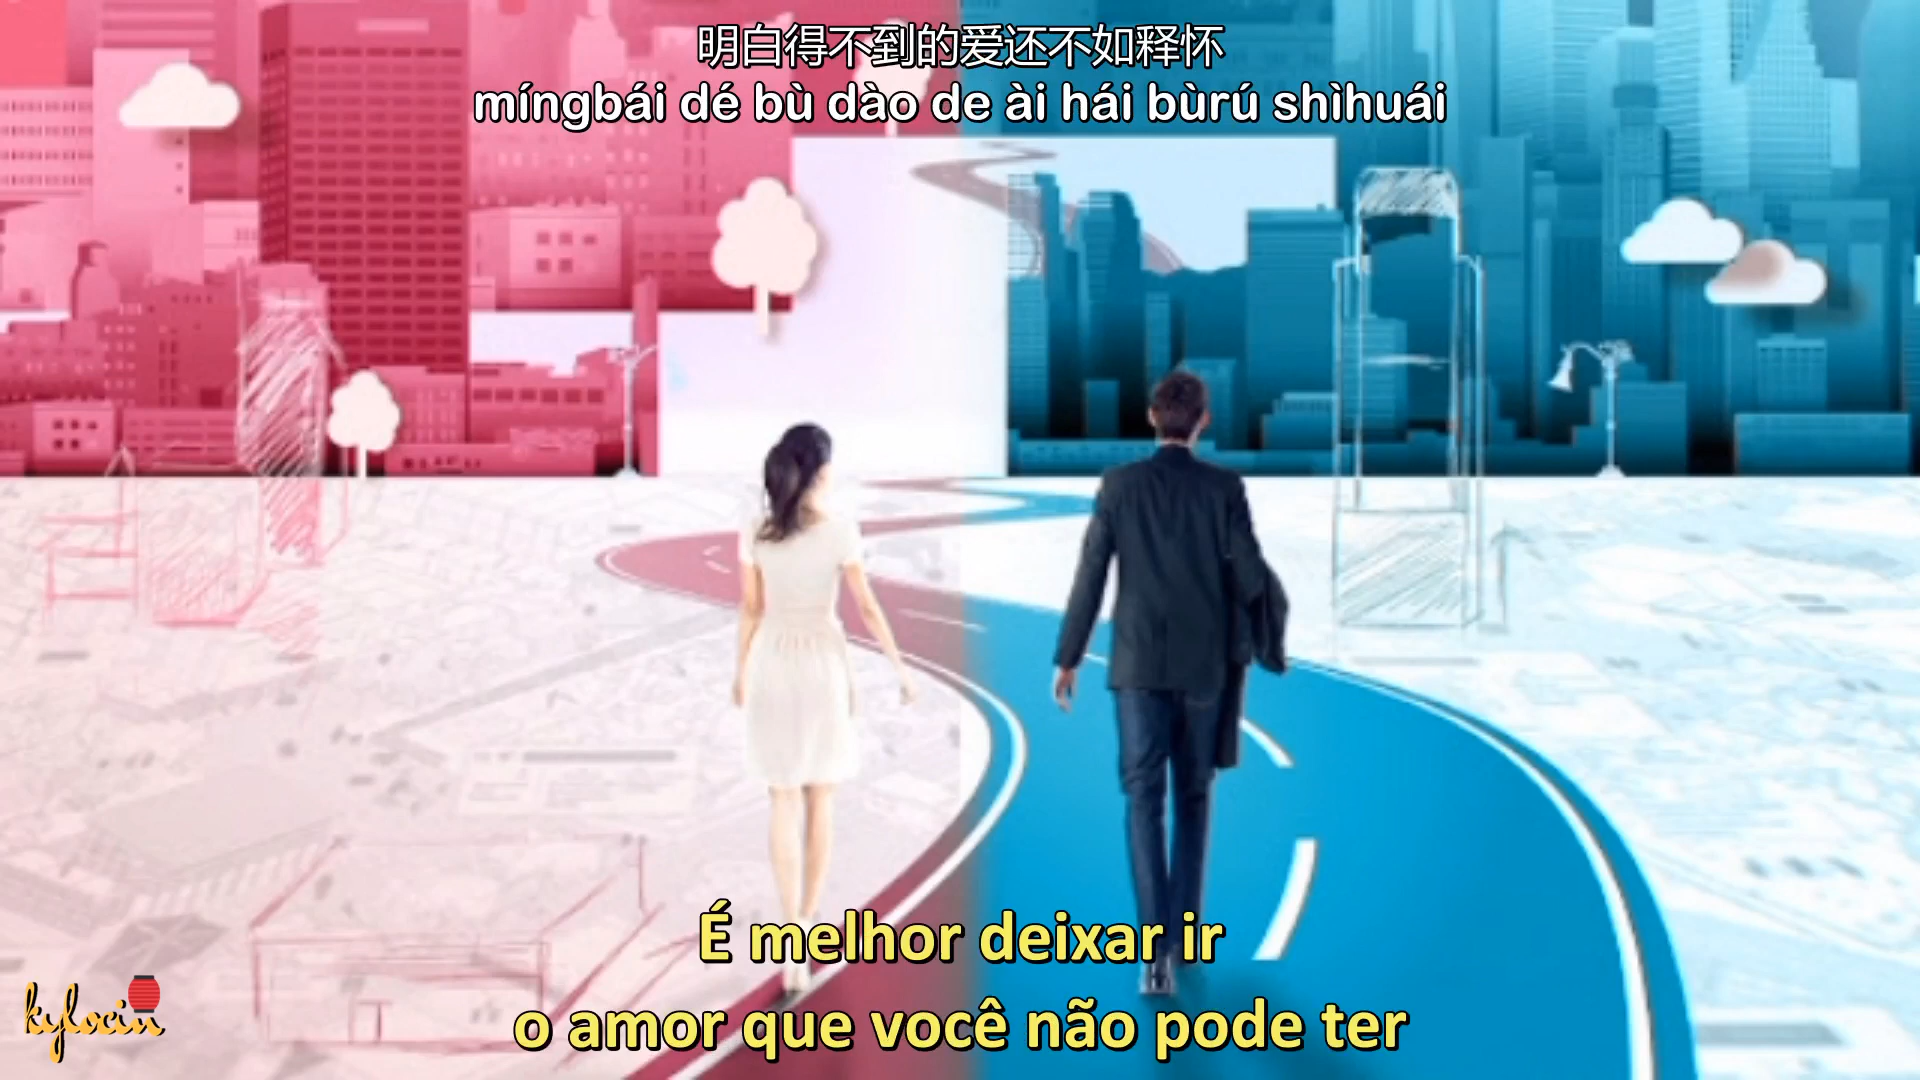 明白得不到的爱还不如释怀
míngbái dé bù dào de ài hái bùrú shìhuái
É melhor deixar ir
o amor que você não pode ter
kylocin